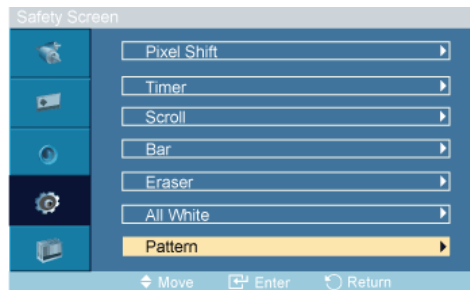 Safety Screen
Pixel Shift
Timer
Scroll
Bar
Eraser
All White
Pattern
Move Enter Return